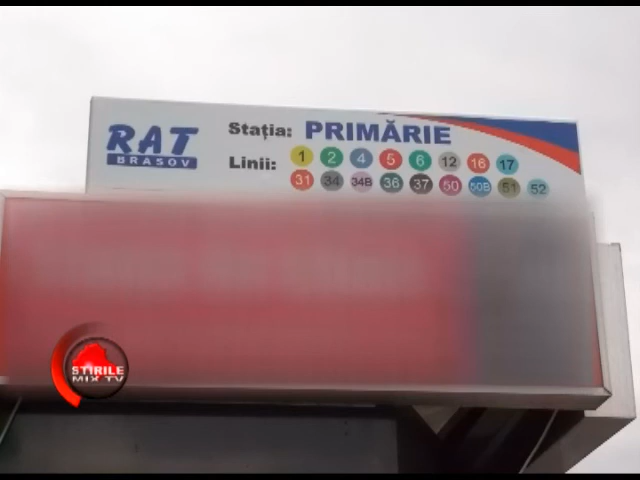 RAT
BRASOV
Stația: PRIMĂRIE
Linii: 1 2 4 5 6 12 16 17
31 34 34B 36 37 50 50B 51 52
STIRILE
MIX TV